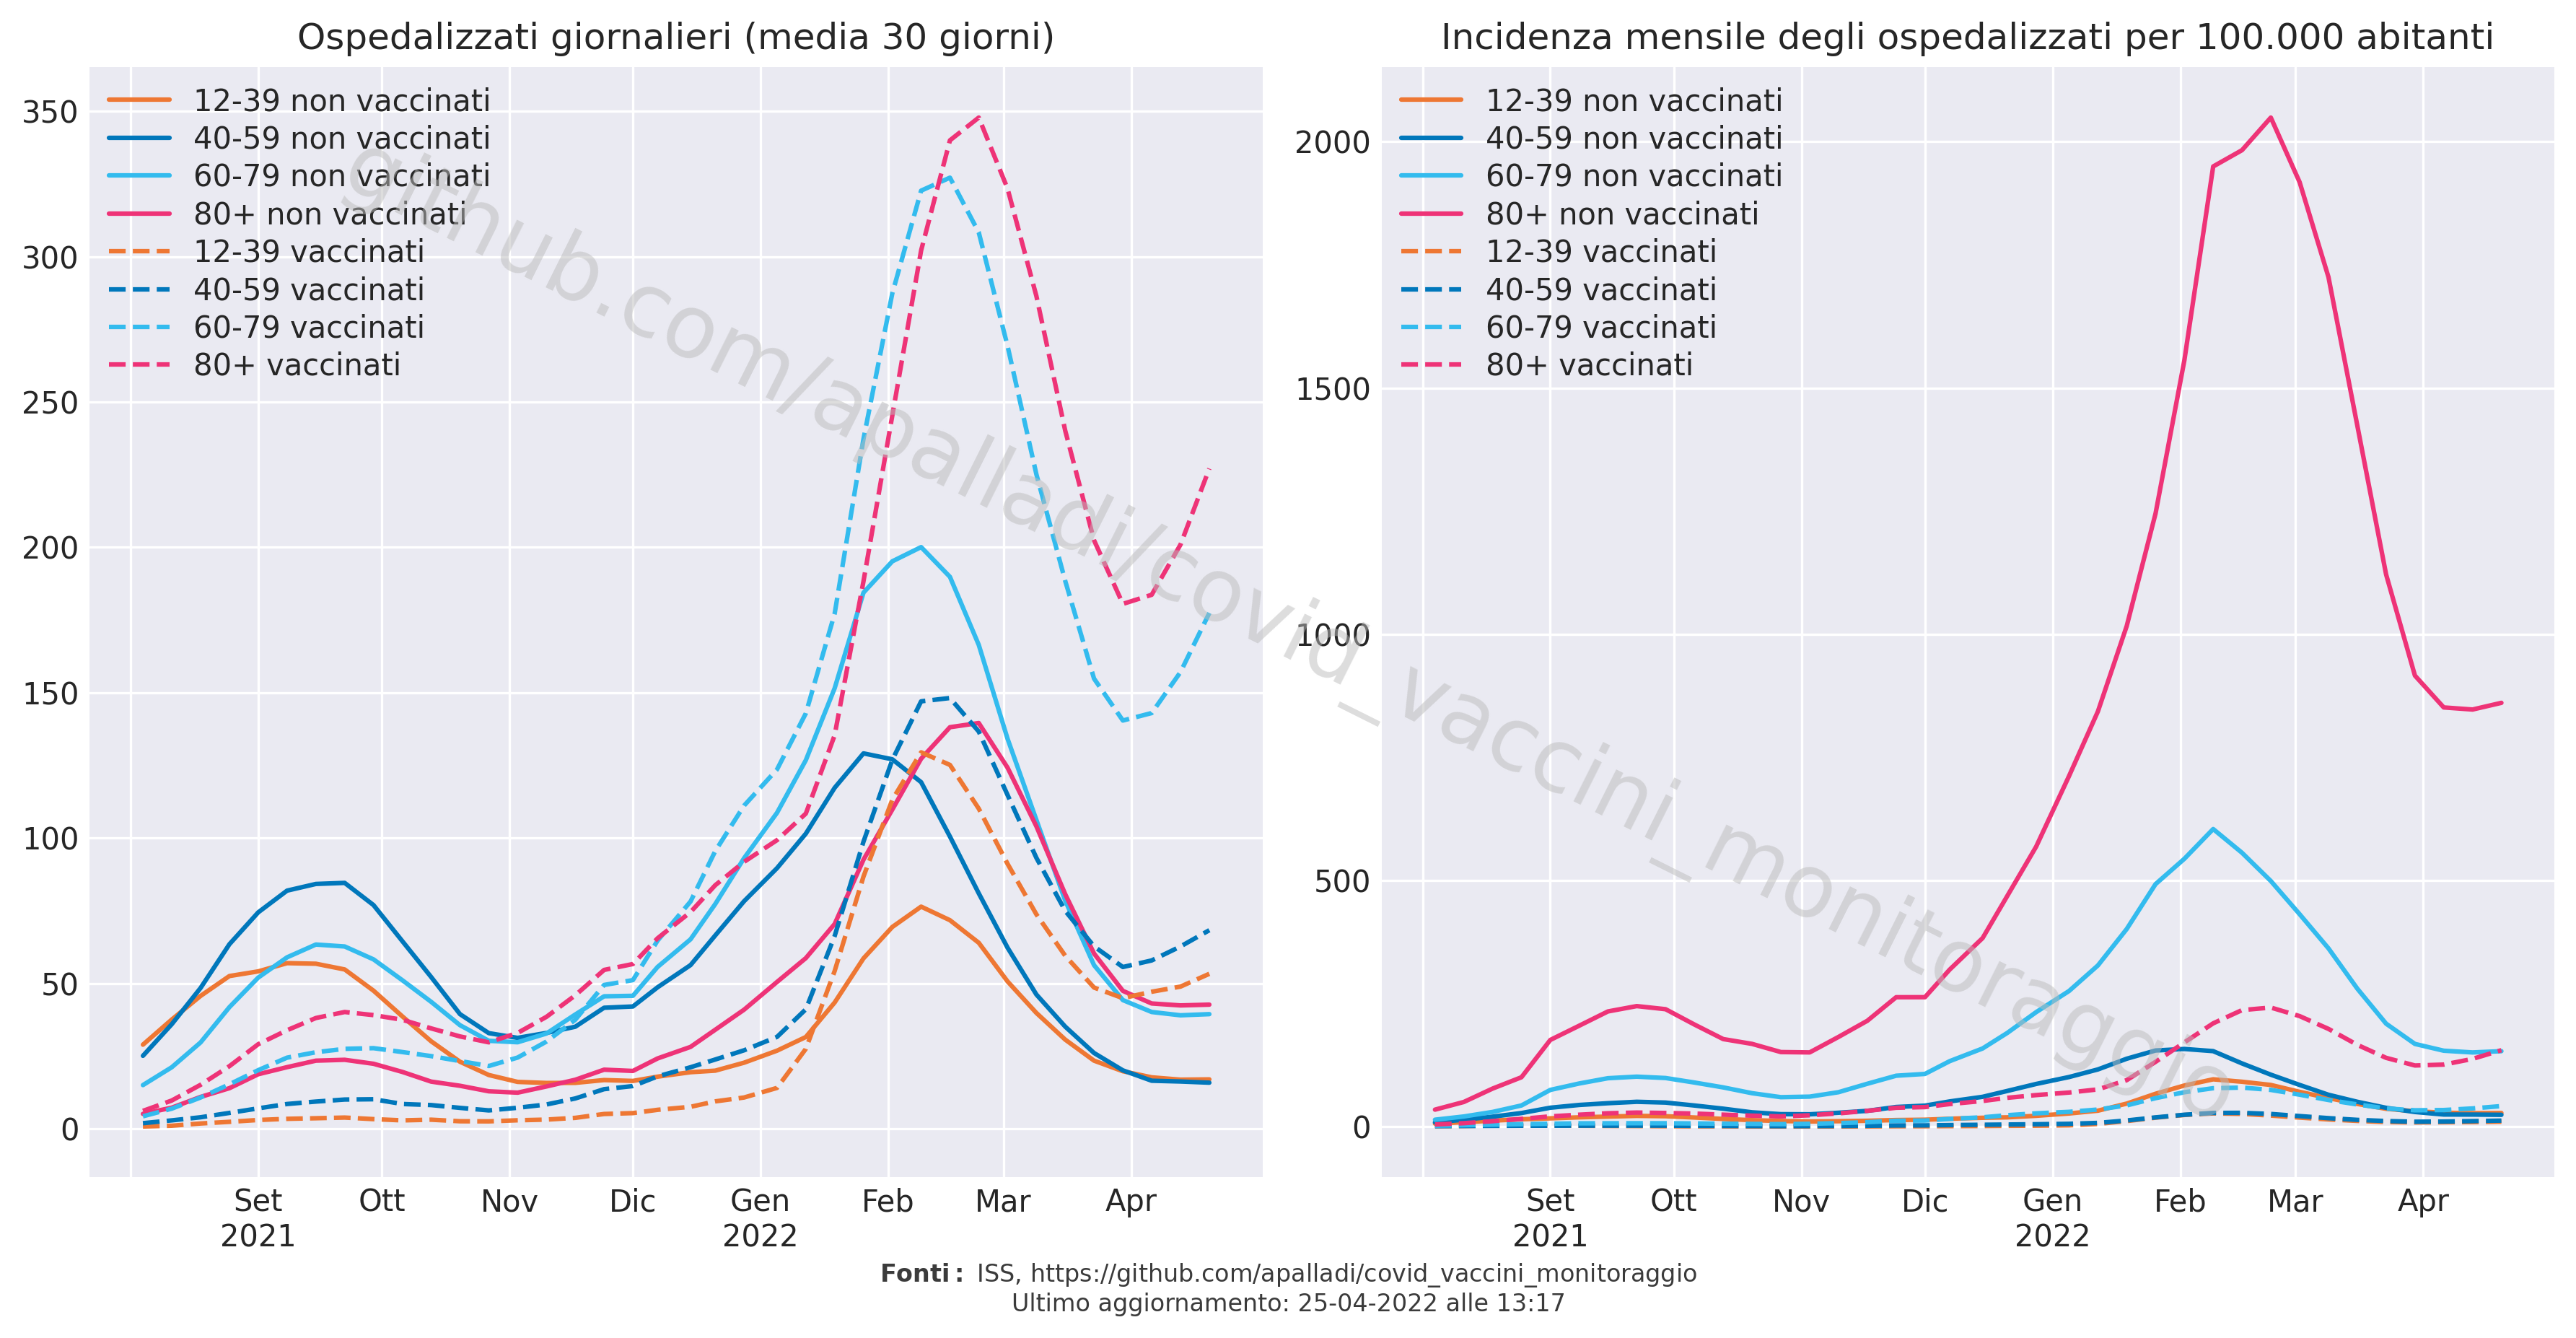 Ospedalizzati giornalieri (media 30 giorni)
350
300
250
200
150
100
50
0
12-39 non vaccinati
40-59 non vaccinati
60-79 non vaccinati
80+ non vaccinati
12-39 vaccinati
40-59 vaccinati
60-79 vaccinati
80+ vaccinati
Set
2021
Ott
Nov
Dic
Gen
2022
Feb
Mar
Apr
Incidenza mensile degli ospedalizzati per 100.000 abitanti
2000
1500
1000
500
0
12-39 non vaccinati
40-59 non vaccinati
60-79 non vaccinati
80+ non vaccinati
12-39 vaccinati
40-59 vaccinati
60-79 vaccinati
80+ vaccinati
Set
2021
Ott
Nov
Dic
Gen
2022
Feb
Mar
Apr
github.com/apalladi/covid_vaccini_monitoraggio
Fonti: ISS, https://github.com/apalladi/covid_vaccini_monitoraggio
Ultimo aggiornamento: 25-04-2022 alle 13:17